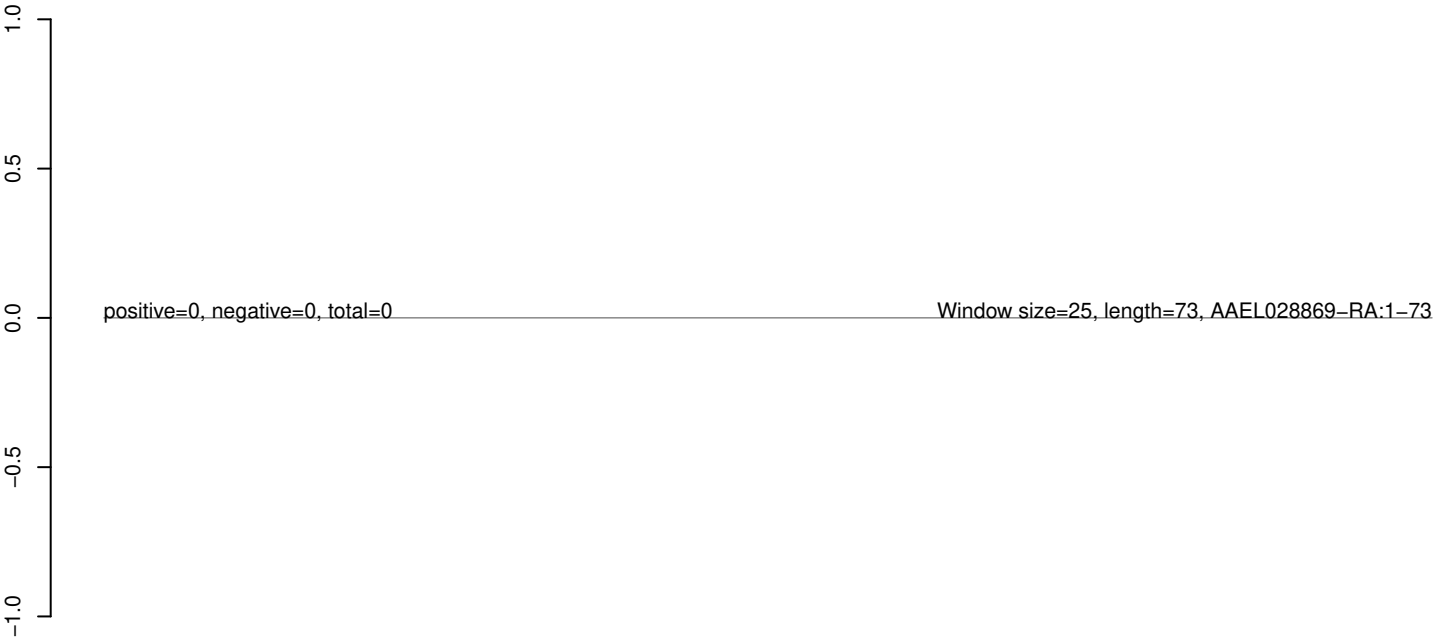 1.0
0.5
0.0
positive=0, negative=0, total=0
Window size=25, length=73, AAEL028869−RA:1−73
−0.5
−1.0